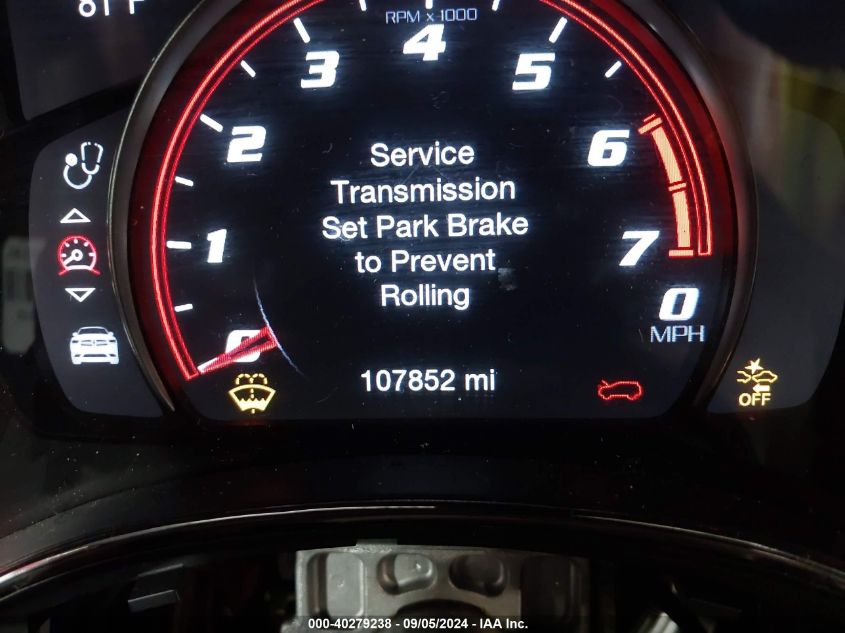 81 F
RPM x 1000
0
1
2
3
4
5
6
7
Service
Transmission
Set Park Brake
to Prevent
Rolling
0
MPH
107852 mi
OFF
000-40279238 - 09/05/2024 - IAA Inc.